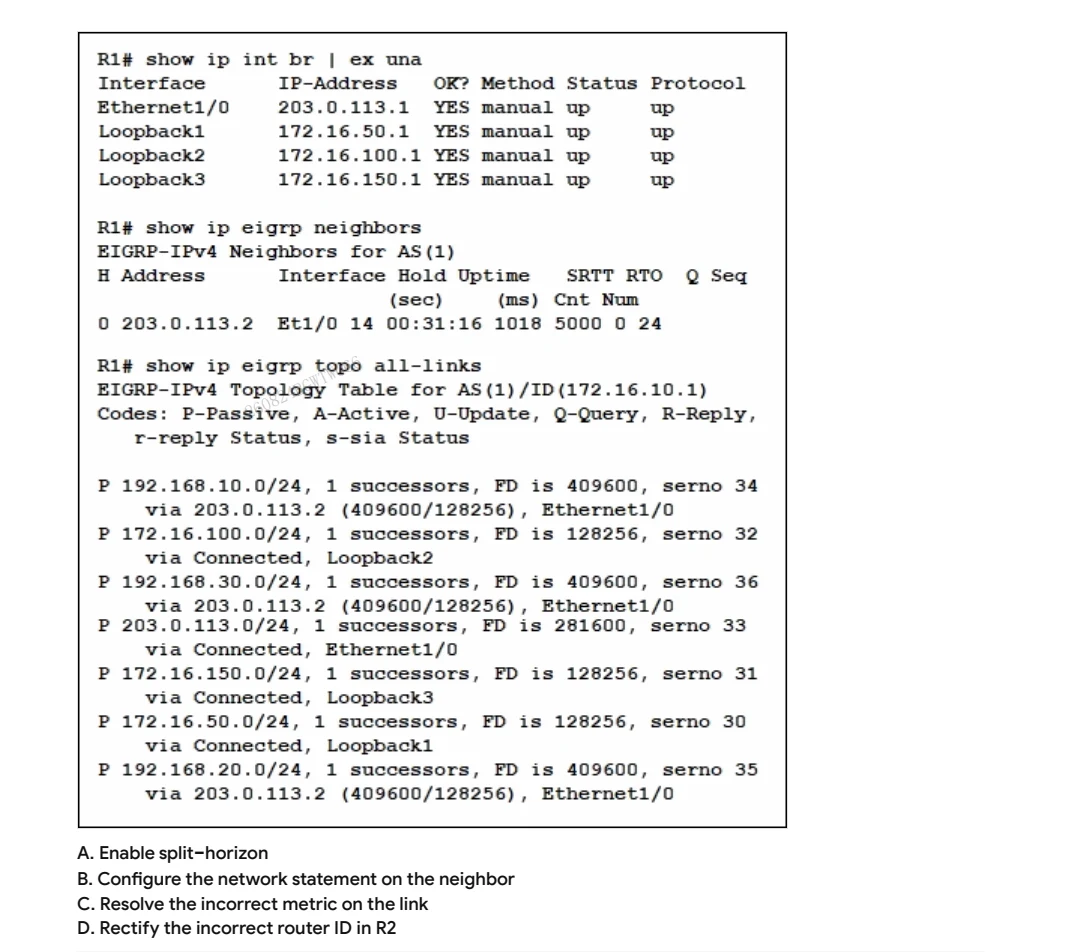 R1# show ip int br | ex una
Interface IP-Address OK? Method Status Protocol
Ethernet1/0 203.0.113.1 YES manual up up
Loopback1 172.16.50.1 YES manual up up
Loopback2 172.16.100.1 YES manual up up
Loopback3 172.16.150.1 YES manual up up
R1# show ip eigrp neighbors
EIGRP-IPv4 Neighbors for AS(1)
H Address Interface Hold Uptime SRTT RTO Q Seq
(sec) (ms) Cnt Num
0 203.0.113.2 Et1/0 14 00:31:16 1018 5000 0 24
R1# show ip eigrp topo all-links
EIGRP-IPv4 Topology Table for AS(1)/ID(172.16.10.1)
Codes: P-Passive, A-Active, U-Update, Q-Query, R-Reply,
r-reply Status, s-sia Status
P 192.168.10.0/24, 1 successors, FD is 409600, serno 34
via 203.0.113.2 (409600/128256), Ethernet1/0
P 172.16.100.0/24, 1 successors, FD is 128256, serno 32
via Connected, Loopback2
P 192.168.30.0/24, 1 successors, FD is 409600, serno 36
via 203.0.113.2 (409600/128256), Ethernet1/0
P 203.0.113.0/24, 1 successors, FD is 281600, serno 33
via Connected, Ethernet1/0
P 172.16.150.0/24, 1 successors, FD is 128256, serno 31
via Connected, Loopback3
P 172.16.50.0/24, 1 successors, FD is 128256, serno 30
via Connected, Loopback1
P 192.168.20.0/24, 1 successors, FD is 409600, serno 35
via 203.0.113.2 (409600/128256), Ethernet1/0
A. Enable split-horizon
B. Configure the network statement on the neighbor
C. Resolve the incorrect metric on the link
D. Rectify the incorrect router ID in R2